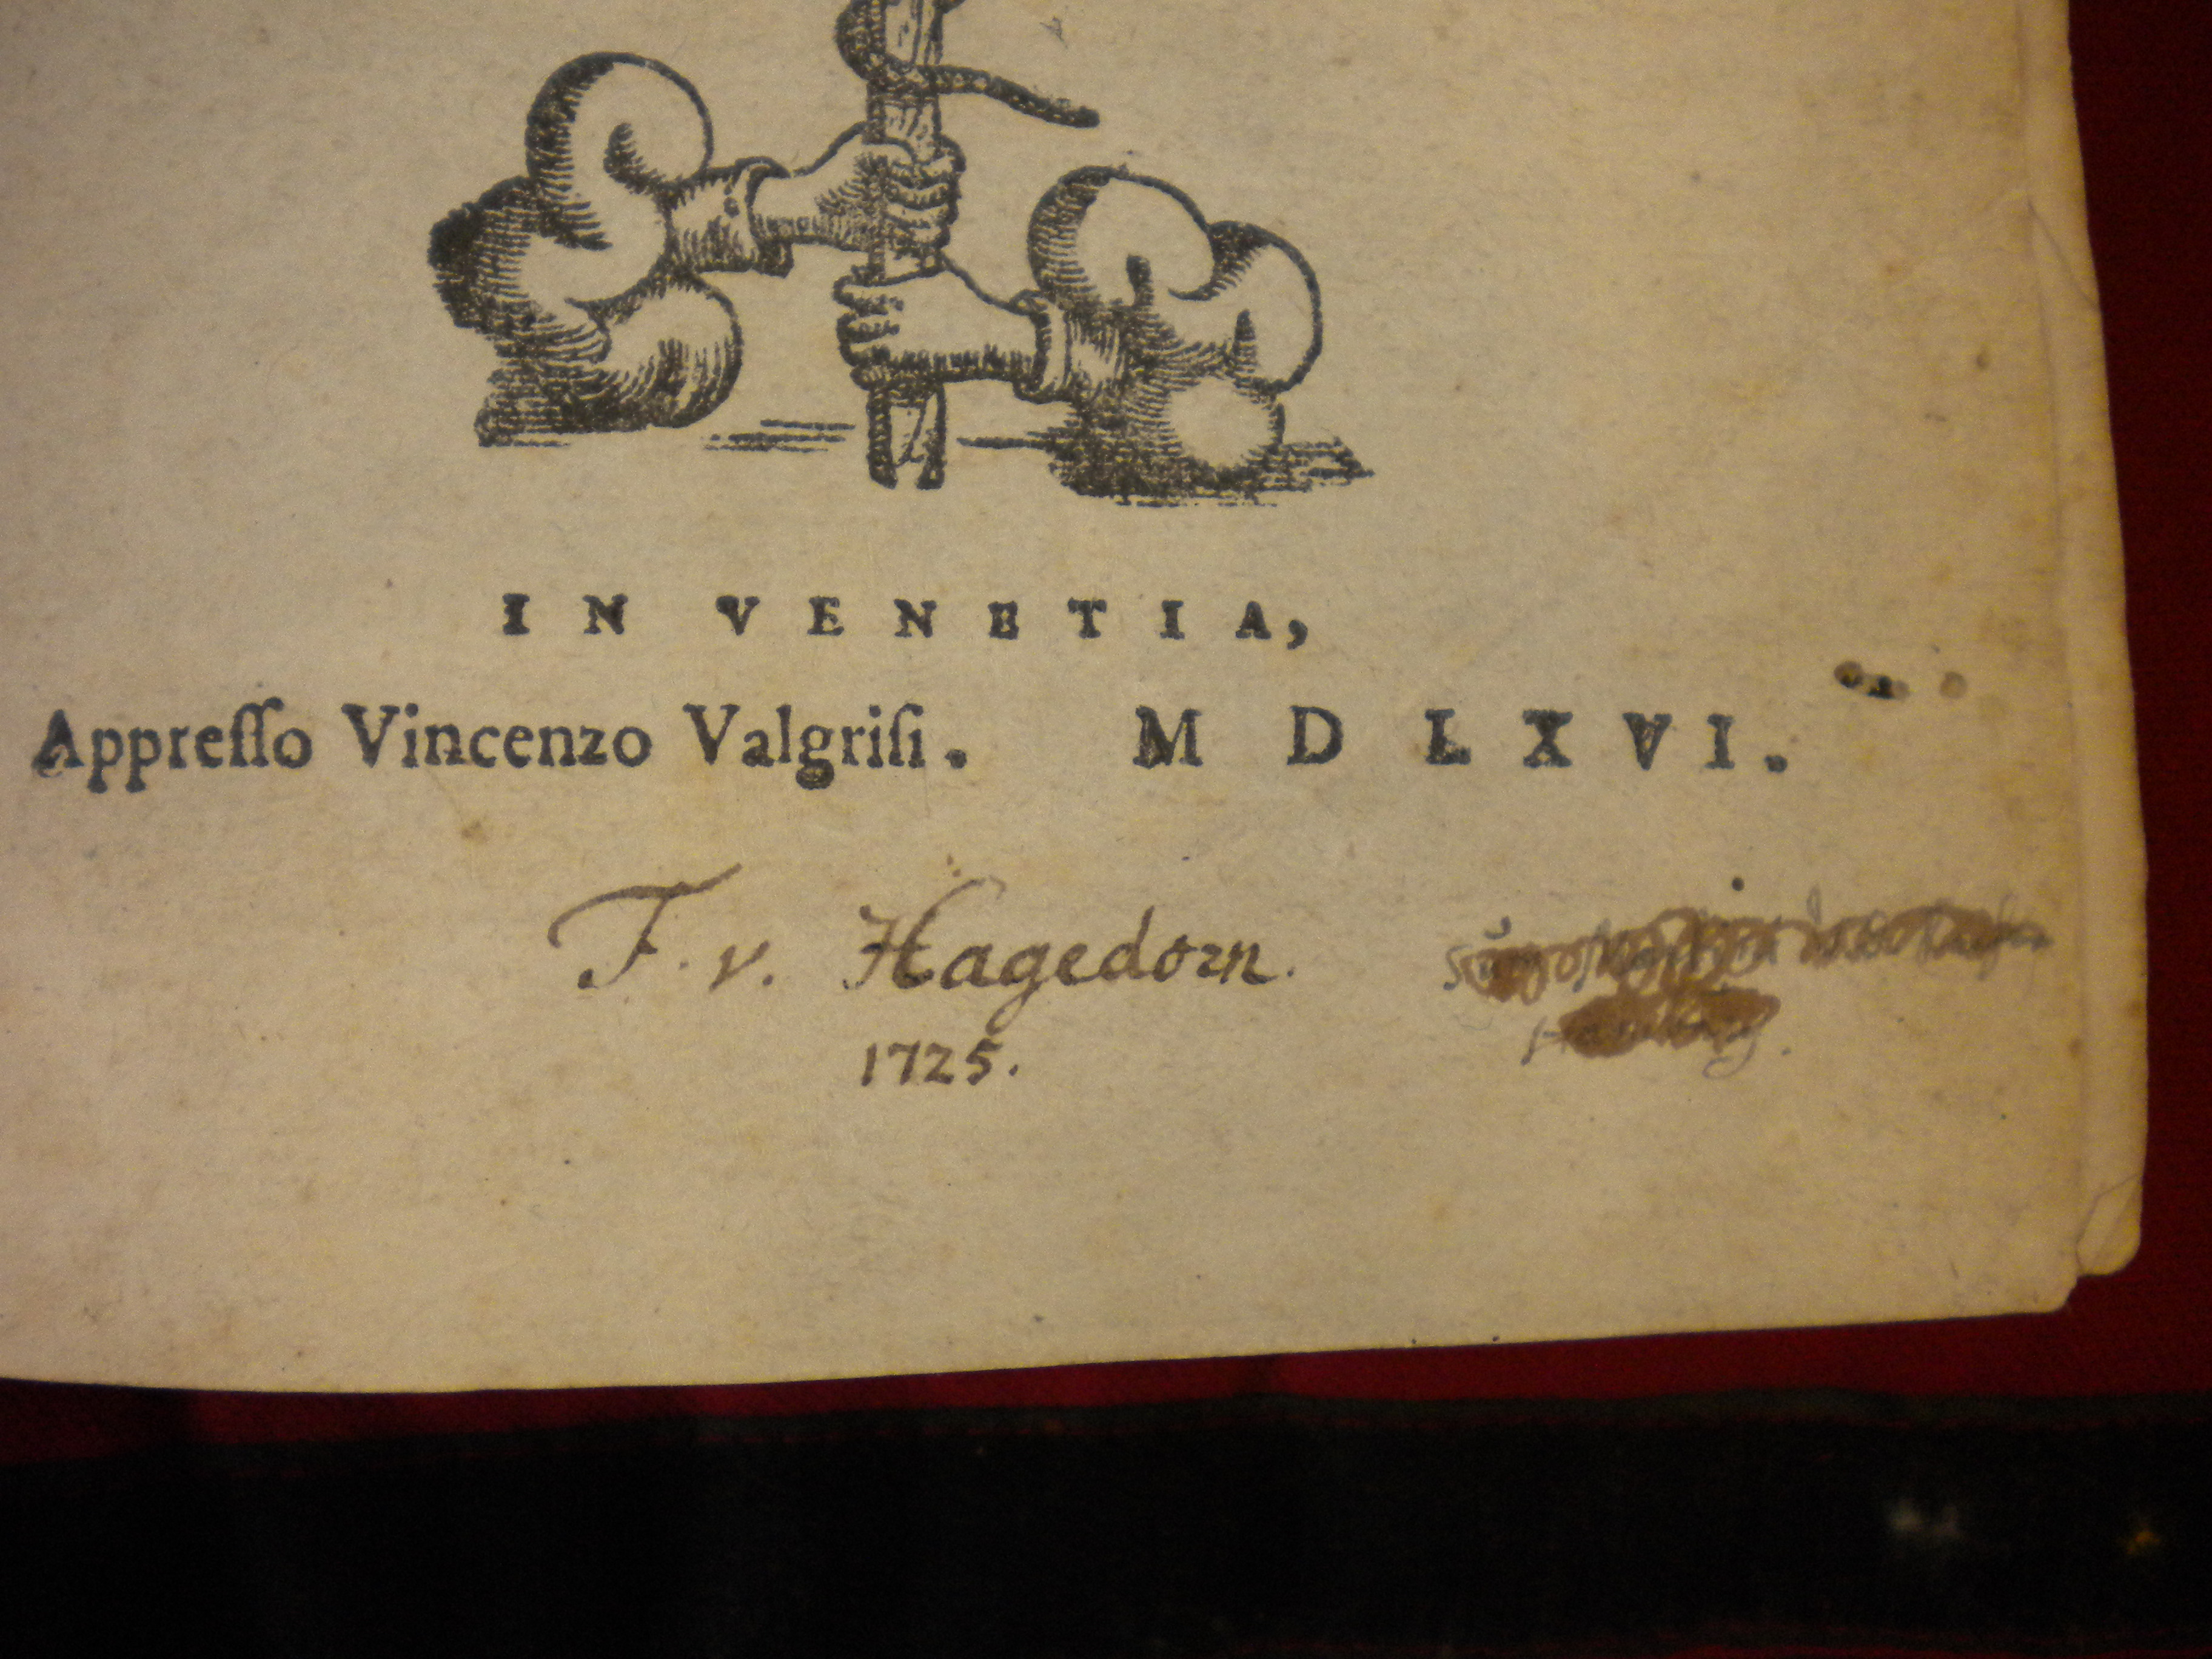 IN VENETIA,
Appreſſo Vincenzo Valgriſi. MDLXVI.
F. v. Hagedorn.
1725.